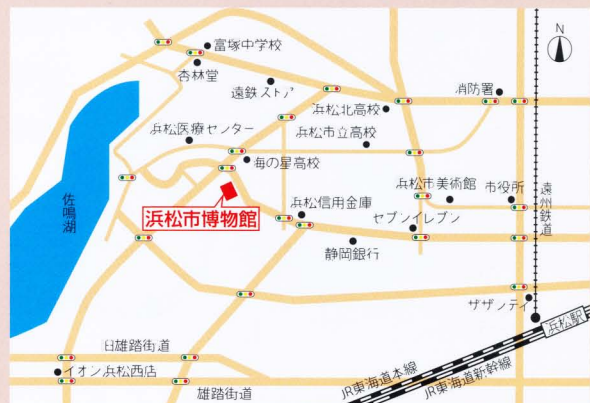 N
富塚中学校
杏林堂
遠鉄ストア
消防署
浜松北高校
浜松医療センター
浜松市立高校
海の星高校
浜松市美術館
市役所
佐鳴湖
浜松市博物館
浜松信用金庫
セブンイレブン
遠州鉄道
静岡銀行
ザザシティ
浜松駅
旧雄踏街道
イオン浜松西店
雄踏街道
JR東海道本線
JR東海道新幹線